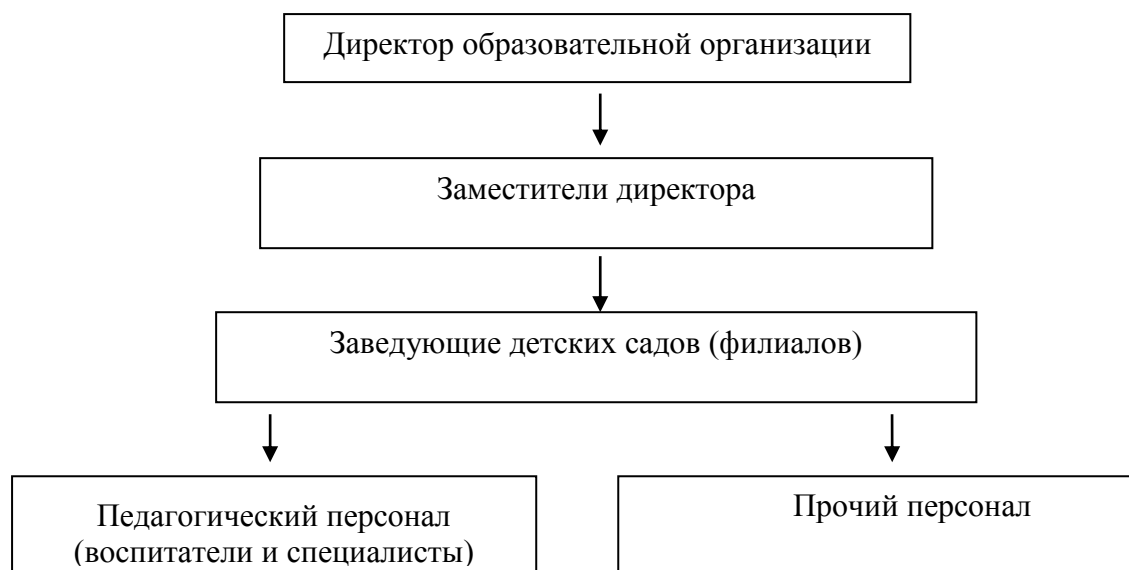 Директор образовательной организации
Заместители директора
Заведующие детских садов (филиалов)
Педагогический персонал
(воспитатели и специалисты)
Прочий персонал